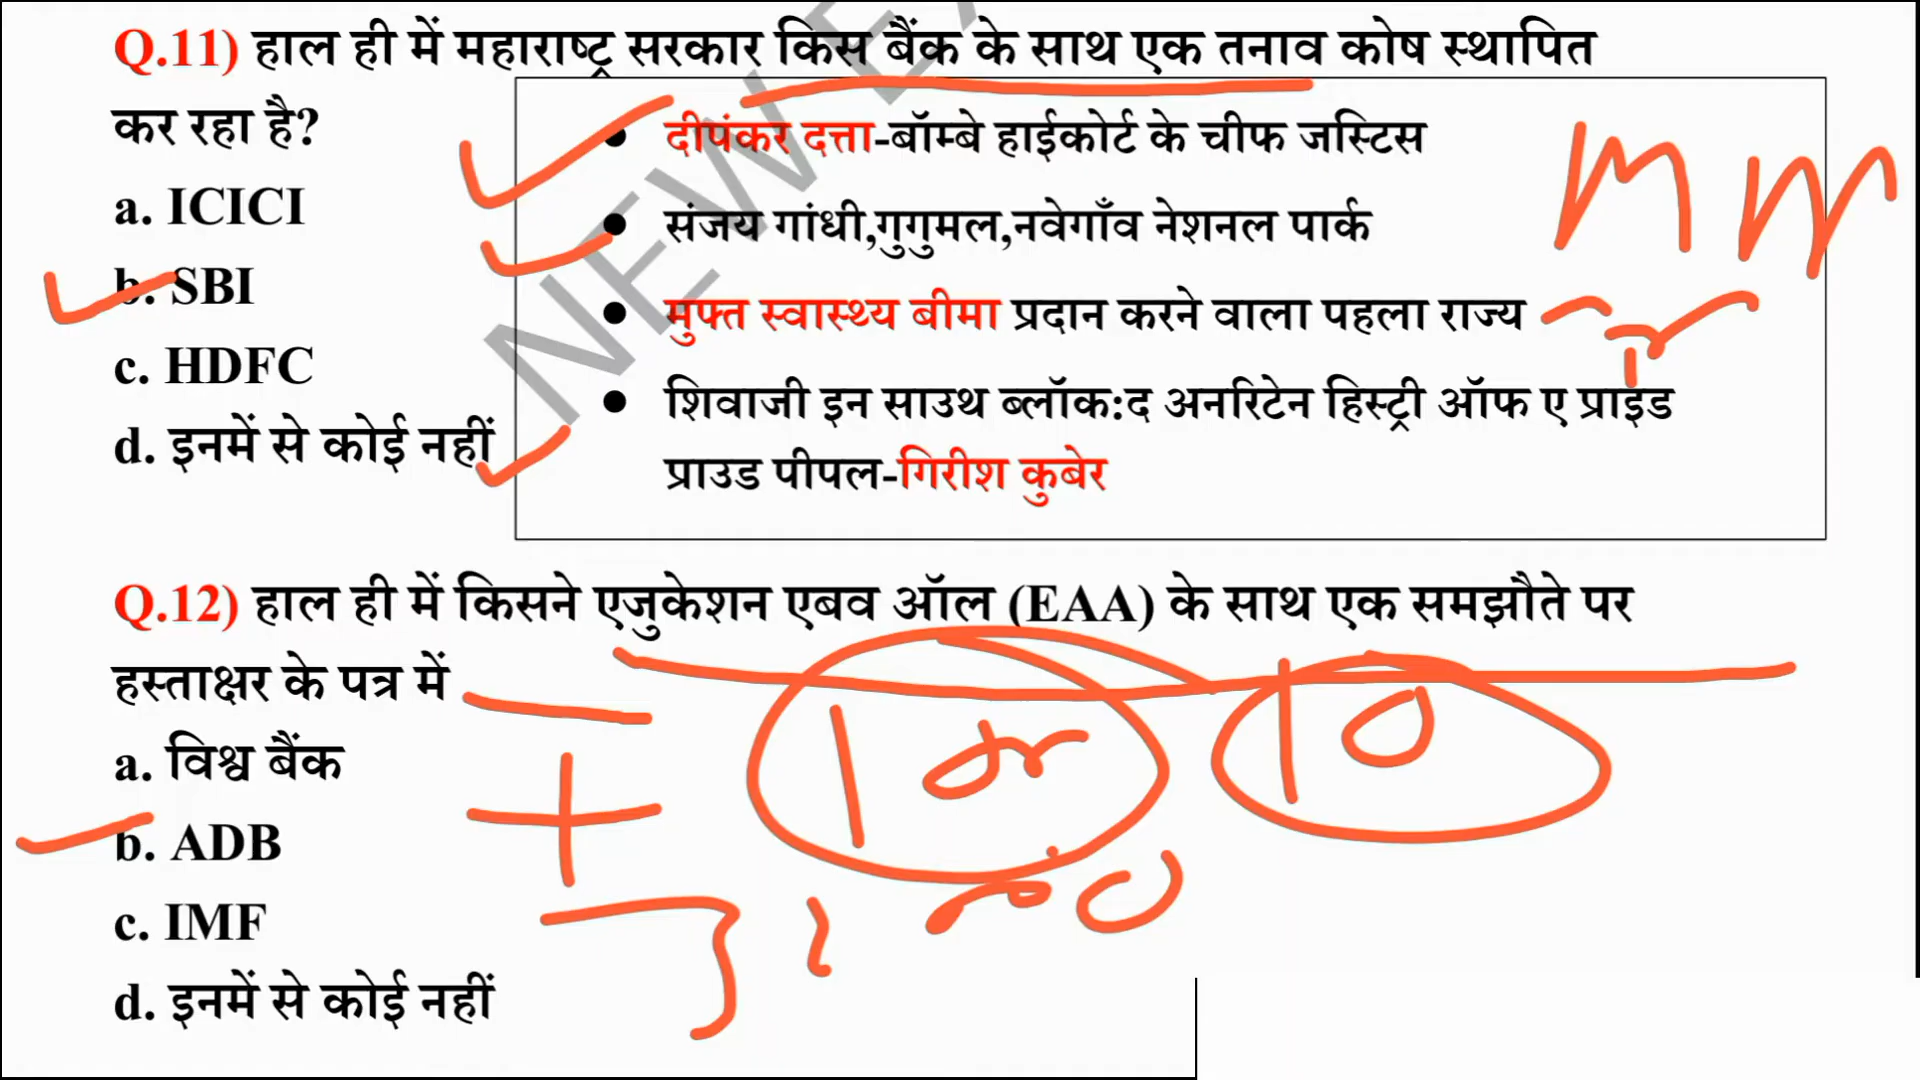 Q.11) हाल ही में महाराष्ट्र सरकार किस बैंक के साथ एक तनाव कोष स्थापित
कर रहा है?
a. ICICI
b. SBI
c. HDFC
d. इनमें से कोई नहीं
● दीपंकर दत्ता-बॉम्बे हाईकोर्ट के चीफ जस्टिस
● संजय गांधी,गुगुमल,नवेगाँव नेशनल पार्क
● मुफ्त स्वास्थ्य बीमा प्रदान करने वाला पहला राज्य
● शिवाजी इन साउथ ब्लॉक:द अनरिटेन हिस्ट्री ऑफ ए प्राइड
प्राउड पीपल-गिरीश कुबेर
NEW
Q.12) हाल ही में किसने एजुकेशन एबव ऑल (EAA) के साथ एक समझौते पर
हस्ताक्षर के पत्र में
a. विश्व बैंक
b. ADB
c. IMF
d. इनमें से कोई नहीं